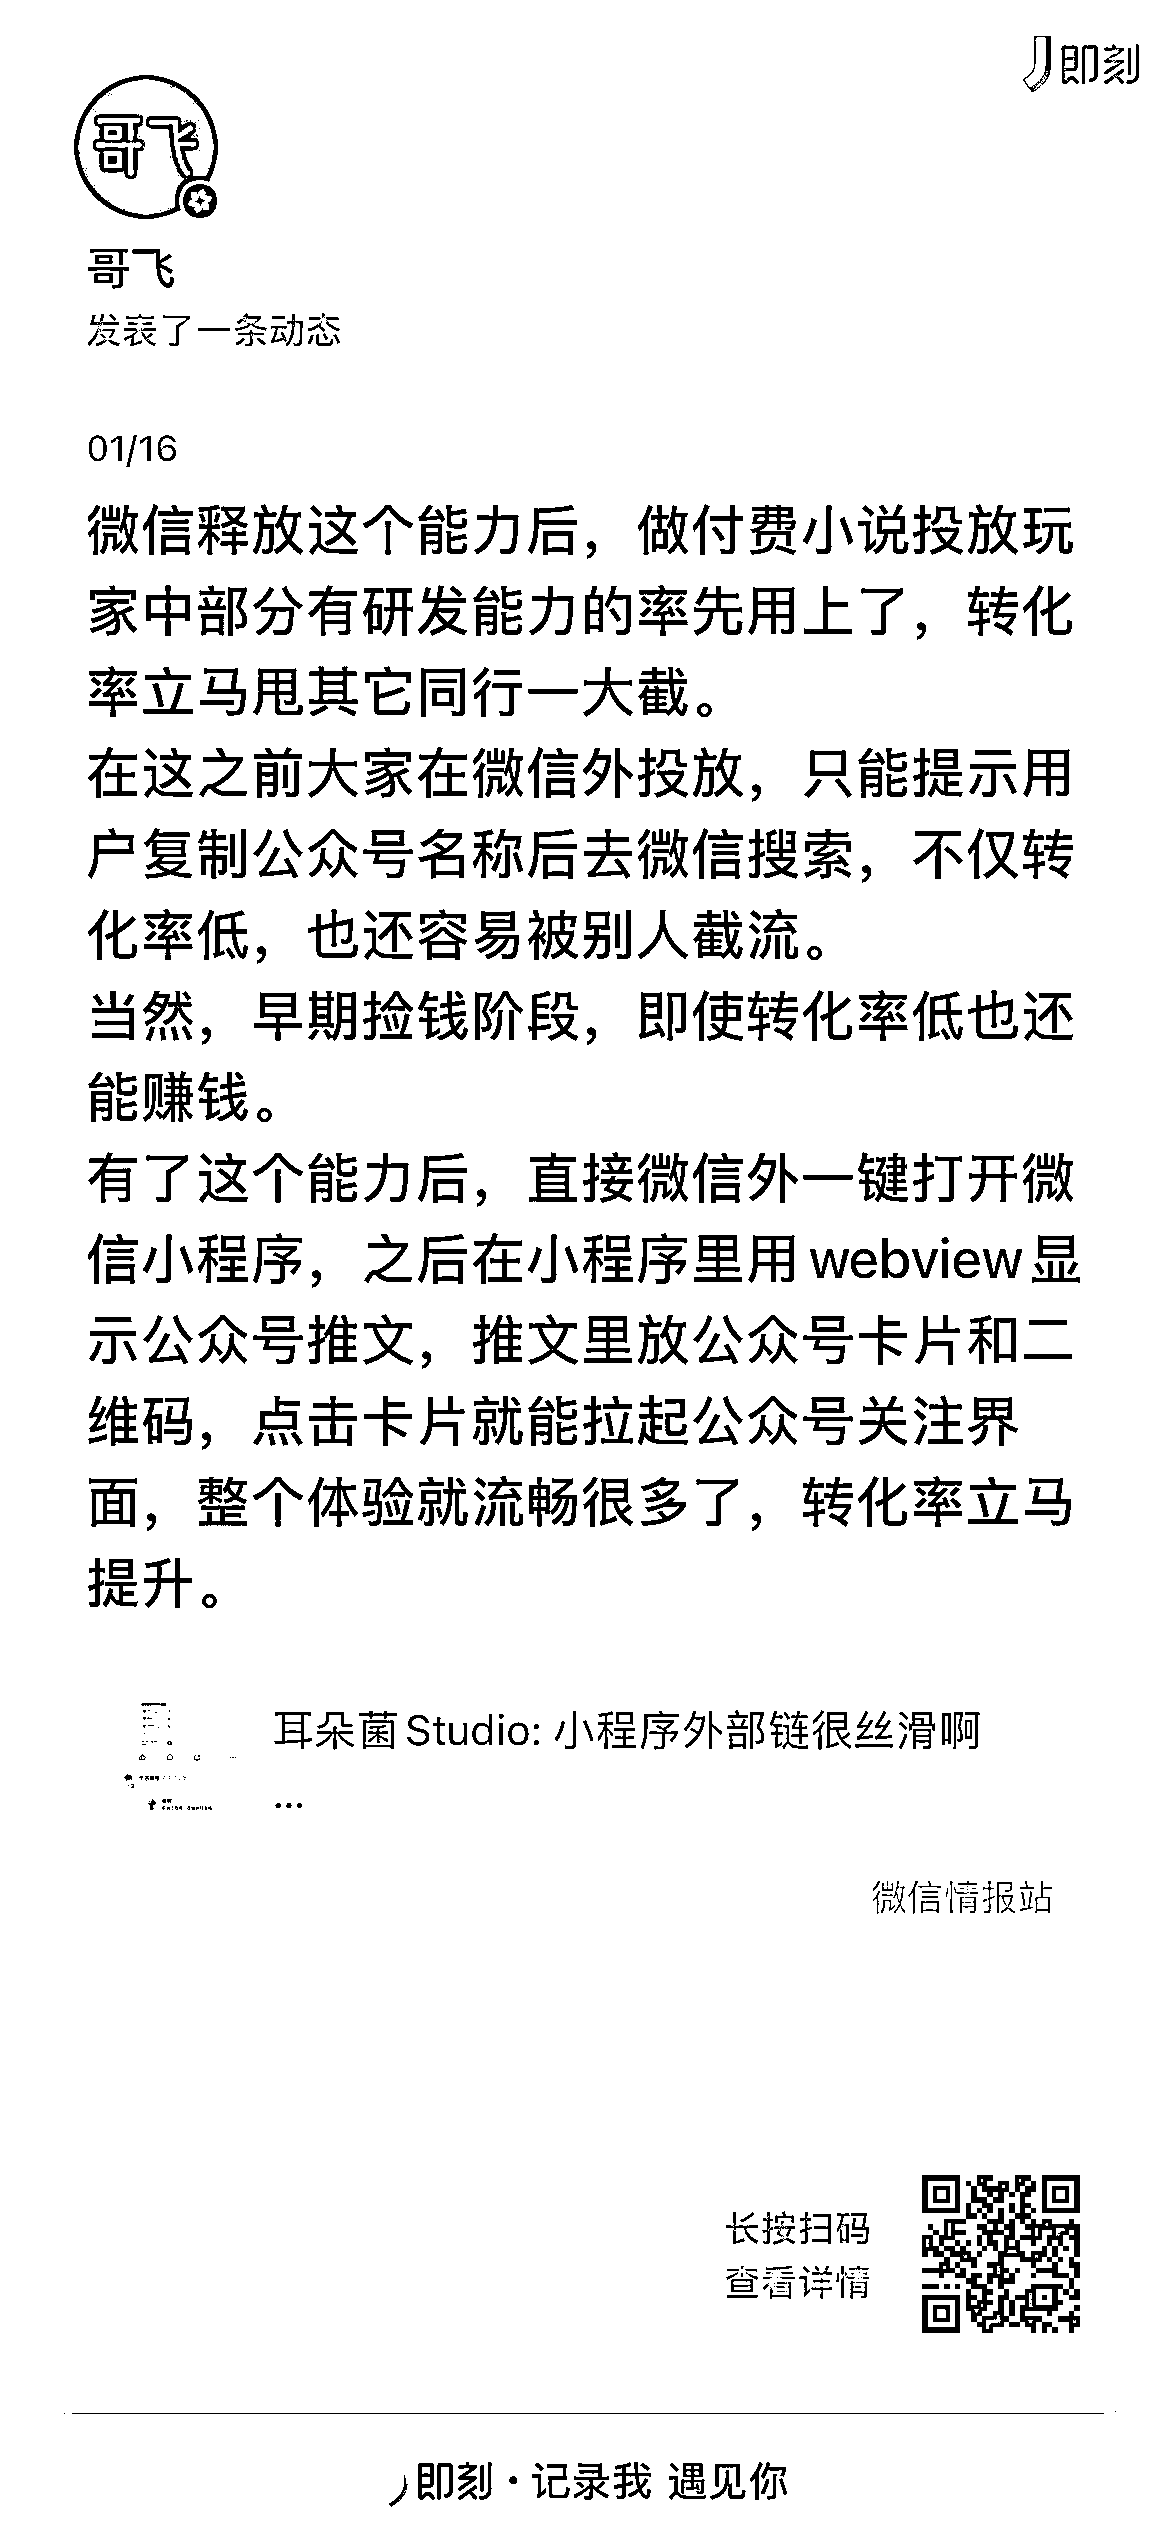 即刻
哥飞
哥飞
发表了一条动态
01/16
微信释放这个能力后，做付费小说投放玩
家中部分有研发能力的率先用上了，转化
率立马甩其它同行一大截。
在这之前大家在微信外投放，只能提示用
户复制公众号名称后去微信搜索，不仅转
化率低，也还容易被别人截流。
当然，早期捡钱阶段，即使转化率低也还
能赚钱。
有了这个能力后，直接微信外一键打开微
信小程序，之后在小程序里用webview显
示公众号推文，推文里放公众号卡片和二
维码，点击卡片就能拉起公众号关注界
面，整个体验就流畅很多了，转化率立马
提升。
耳朵菌Studio: 小程序外部链很丝滑啊
...
微信情报站
长按扫码
查看详情
即刻·记录我 遇见你